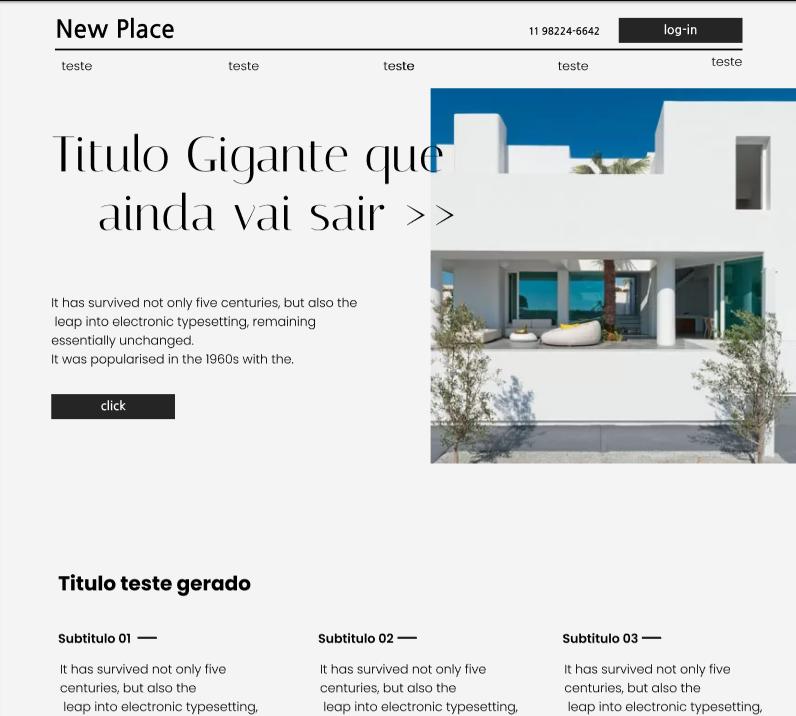 New Place
11 98224-6642
log-in
teste teste teste teste teste
Titulo Gigante que
ainda vai sair >>
It has survived not only five centuries, but also the
leap into electronic typesetting, remaining
essentially unchanged.
It was popularised in the 1960s with the.
click
Titulo teste gerado
Subtitulo 01
It has survived not only five
centuries, but also the
leap into electronic typesetting,
Subtitulo 02
It has survived not only five
centuries, but also the
leap into electronic typesetting,
Subtitulo 03
It has survived not only five
centuries, but also the
leap into electronic typesetting,